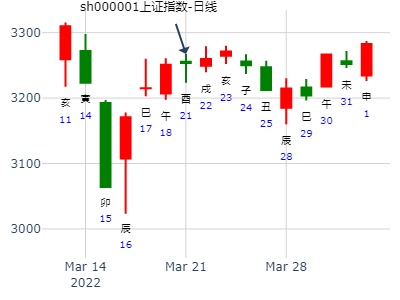 sh000001上证指数-日线
3300
3200
3100
3000
亥
11
寅
14
卯
15
辰
16
巳
17
午
18
酉
21
戌
22
亥
23
子
24
丑
25
辰
28
巳
29
午
30
未
31
申
1
Mar 14
2022
Mar 21
Mar 28